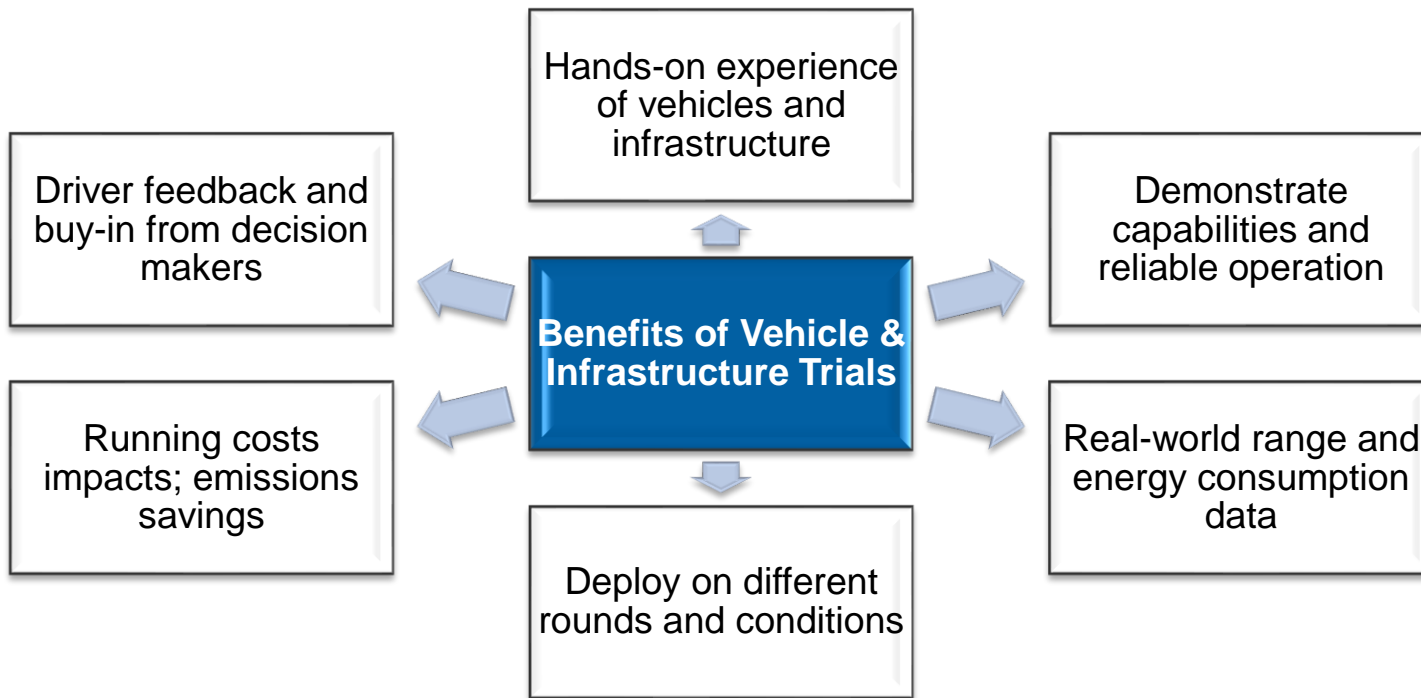 Hands-on experience
of vehicles and
infrastructure
Driver feedback and
buy-in from decision
makers
Demonstrate
capabilities and
reliable operation
Benefits of Vehicle &
Infrastructure Trials
Running costs
impacts; emissions
savings
Real-world range and
energy consumption
data
Deploy on different
rounds and conditions